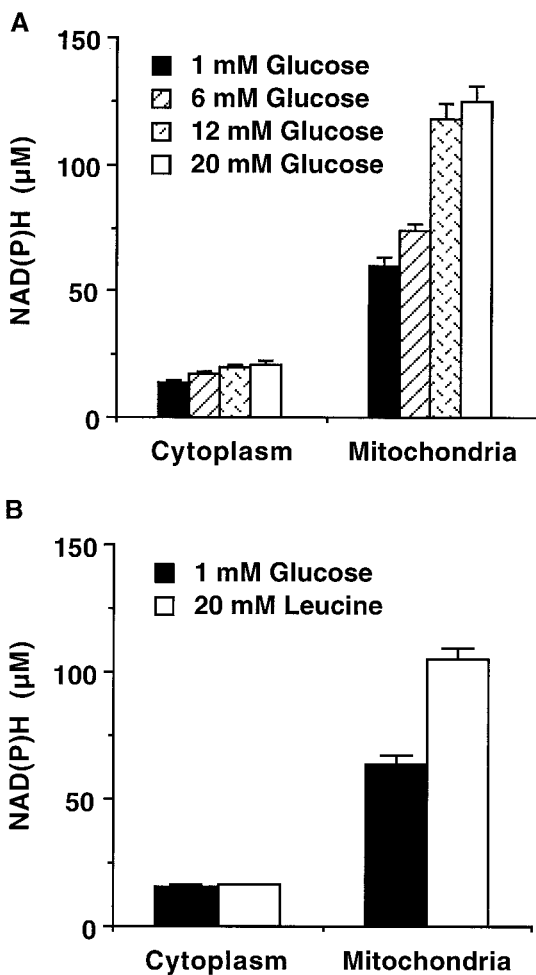 A
150
100
50
0
NAD(P)H (µM)
1 mM Glucose
6 mM Glucose
12 mM Glucose
20 mM Glucose
Cytoplasm Mitochondria
B
150
100
50
0
NAD(P)H (µM)
1 mM Glucose
20 mM Leucine
Cytoplasm Mitochondria